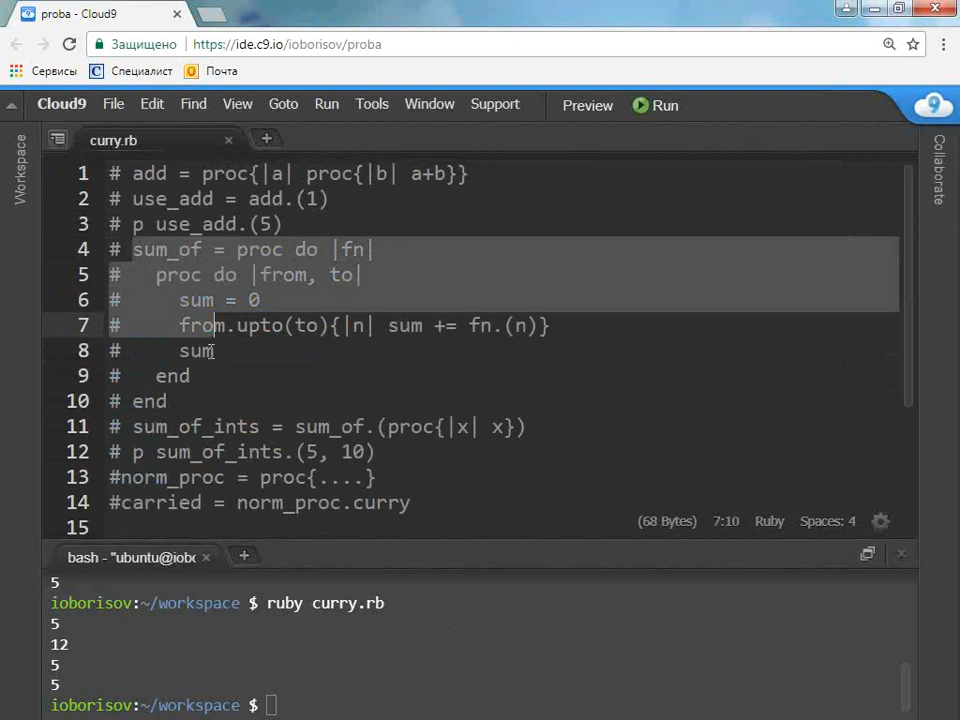 proba - Cloud9
Защищено https://ide.c9.io/ioborisov/proba
Сервисы Специалист Почта
Cloud9 File Edit Find View Goto Run Tools Window Support Preview Run
Workspace
Collaborate
curry.rb
1 # add = proc{|a| proc{|b| a+b}}
2 # use_add = add.(1)
3 # p use_add.(5)
4 # sum_of = proc do |fn|
5 #   proc do |from, to|
6 #     sum = 0
7 #     from.upto(to){|n| sum += fn.(n)}
8 #     sum
9 #   end
10 # end
11 # sum_of_ints = sum_of.(proc{|x| x})
12 # p sum_of_ints.(5, 10)
13 #norm_proc = proc{....}
14 #carried = norm_proc.curry
15
(68 Bytes) 7:10 Ruby Spaces: 4
bash - "ubuntu@iobo
5
ioborisov:~/workspace $ ruby curry.rb
5
12
5
5
ioborisov:~/workspace $